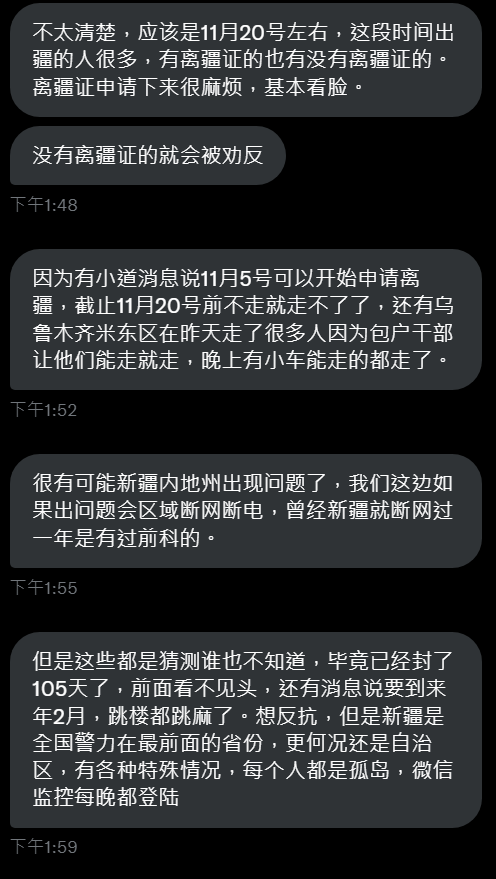 不太清楚，应该是11月20号左右，这段时间出
疆的人很多，有离疆证的也有没有离疆证的。
离疆证申请下来很麻烦，基本看脸。
没有离疆证的就会被劝反
下午1:48
因为有小道消息说11月5号可以开始申请离
疆，截止11月20号前不走就走不了了，还有乌
鲁木齐米东区在昨天走了很多人因为包户干部
让他们能走就走，晚上有小车能走的都走了。
下午1:52
很有可能新疆内地州出现问题了，我们这边如
果出问题会区域断网断电，曾经新疆就断网过
一年是有过前科的。
下午1:55
但是这些都是猜测谁也不知道，毕竟已经封了
105天了，前面看不见头，还有消息说要到来
年2月，跳楼都跳麻了。想反抗，但是新疆是
全国警力在最前面的省份，更何况还是自治
区，有各种特殊情况，每个人都是孤岛，微信
监控每晚都登陆
下午1:59